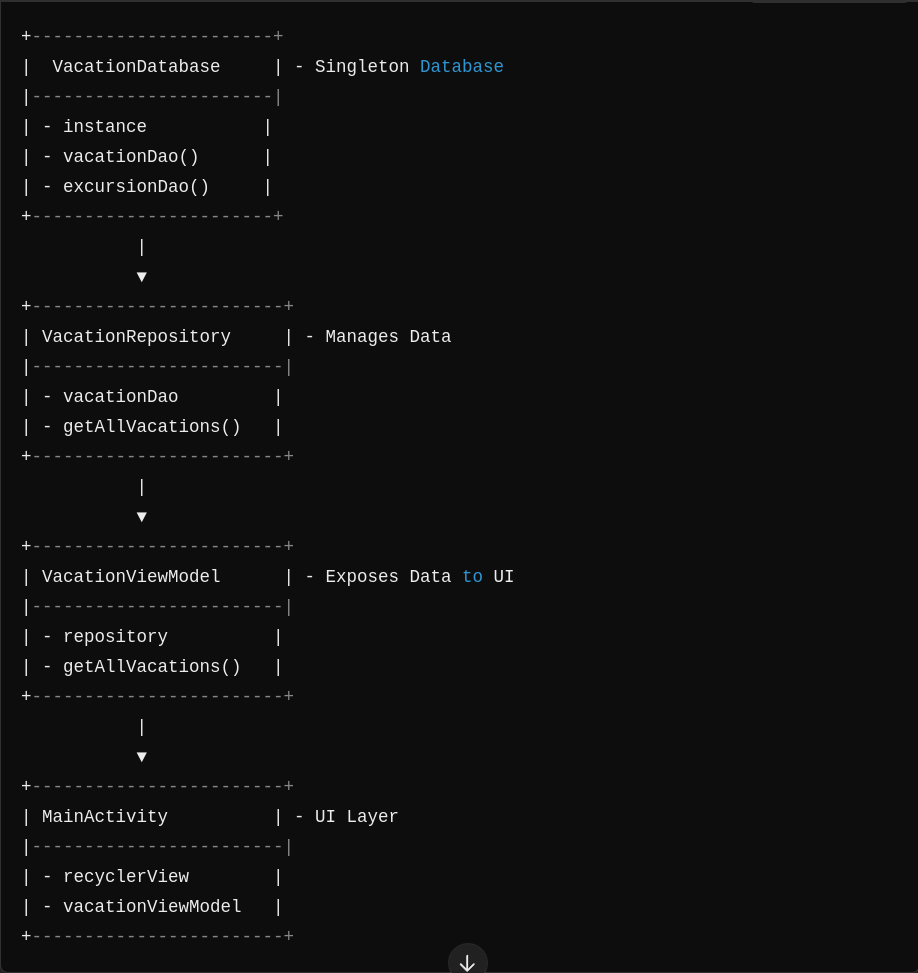 +-----------------------+
|  VacationDatabase     | - Singleton Database
|-----------------------|
| - instance           |
| - vacationDao()      |
| - excursionDao()     |
+-----------------------+
           |
           ▼
+------------------------+
| VacationRepository     | - Manages Data
|------------------------|
| - vacationDao         |
| - getAllVacations()   |
+------------------------+
           |
           ▼
+------------------------+
| VacationViewModel      | - Exposes Data to UI
|------------------------|
| - repository          |
| - getAllVacations()   |
+------------------------+
           |
           ▼
+------------------------+
| MainActivity          | - UI Layer
|------------------------|
| - recyclerView        |
| - vacationViewModel   |
+------------------------+